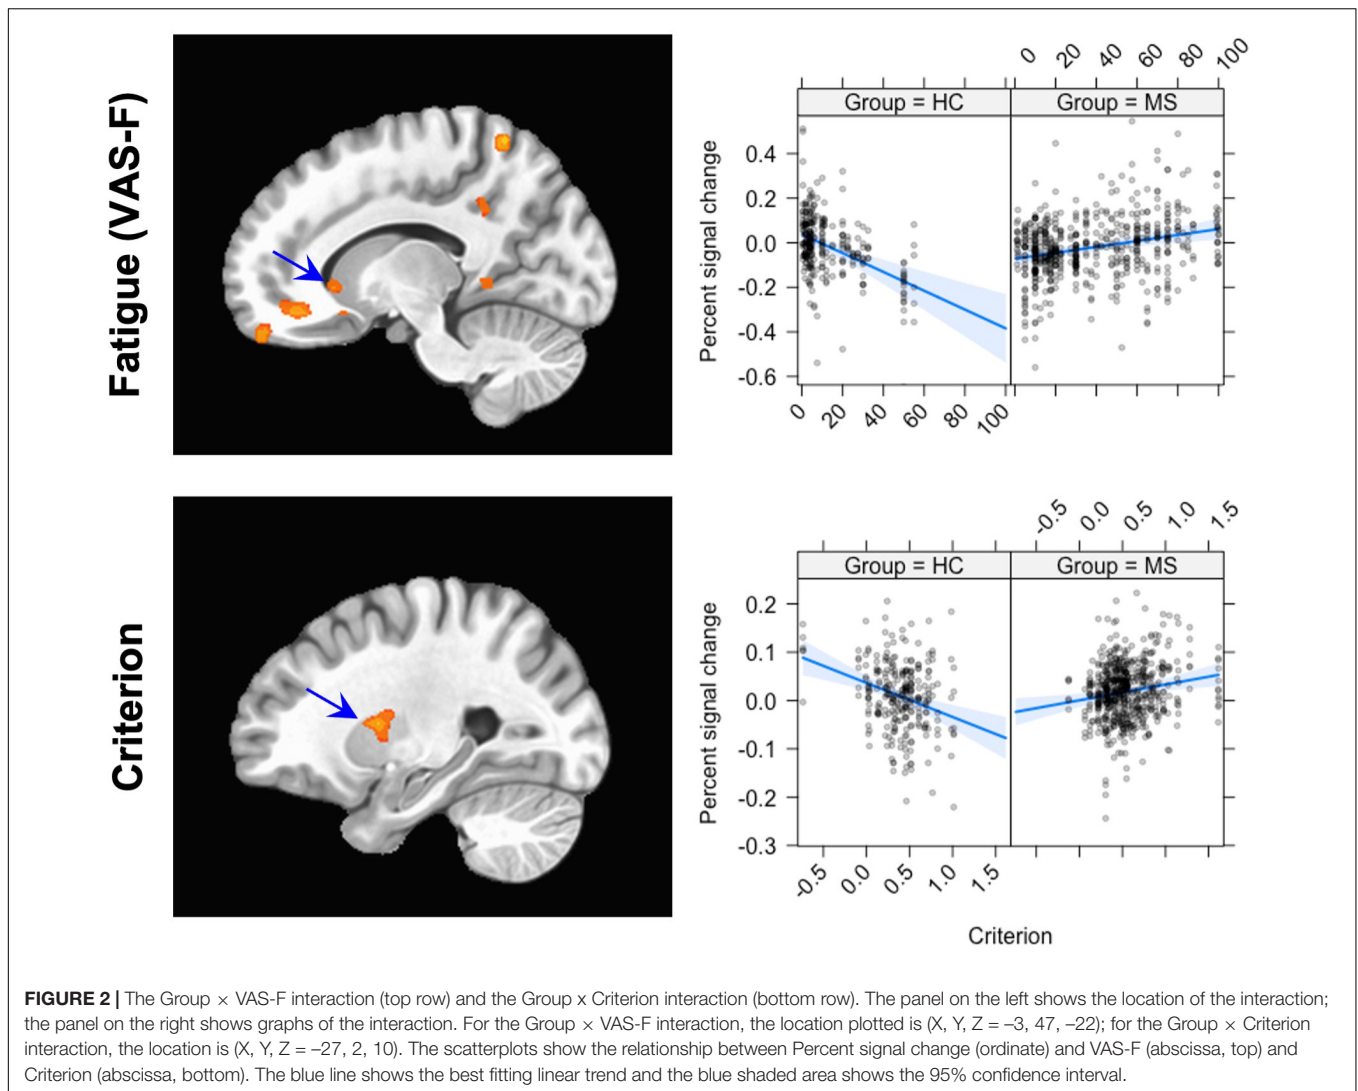 Fatigue (VAS-F)
0 20 40 60 80 100
Group = HC Group = MS
Percent signal change
0.4
0.2
0.0
-0.2
-0.4
-0.6
0 20 40 60 80 100
Criterion
-0.5 0.0 0.5 1.0 1.5
Group = HC Group = MS
Percent signal change
0.2
0.1
0.0
-0.1
-0.2
-0.3
-0.5 0.0 0.5 1.0 1.5
Criterion
FIGURE 2 | The Group × VAS-F interaction (top row) and the Group x Criterion interaction (bottom row). The panel on the left shows the location of the interaction;
the panel on the right shows graphs of the interaction. For the Group × VAS-F interaction, the location plotted is (X, Y, Z = –3, 47, –22); for the Group × Criterion
interaction, the location is (X, Y, Z = –27, 2, 10). The scatterplots show the relationship between Percent signal change (ordinate) and VAS-F (abscissa, top) and
Criterion (abscissa, bottom). The blue line shows the best fitting linear trend and the blue shaded area shows the 95% confidence interval.